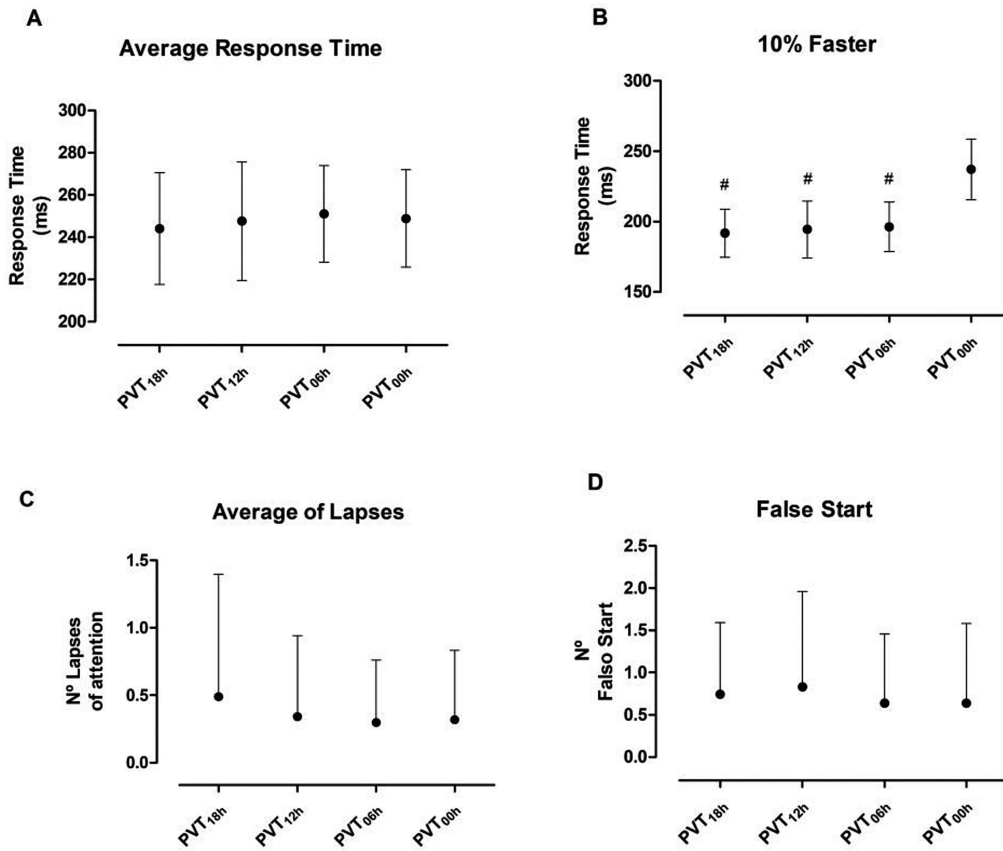 A
Average Response Time
Response Time
(ms)
300
280
260
240
220
200
PVT18h
PVT12h
PVT06h
PVT00h
B
10% Faster
Response Time
(ms)
300
250
200
150
#
#
#
PVT18h
PVT12h
PVT06h
PVT00h
C
Average of Lapses
Nº Lapses
of attention
1.5
1.0
0.5
0.0
PVT18h
PVT12h
PVT06h
PVT00h
D
False Start
Nº
Falso Start
2.5
2.0
1.5
1.0
0.5
0.0
PVT18h
PVT12h
PVT06h
PVT00h